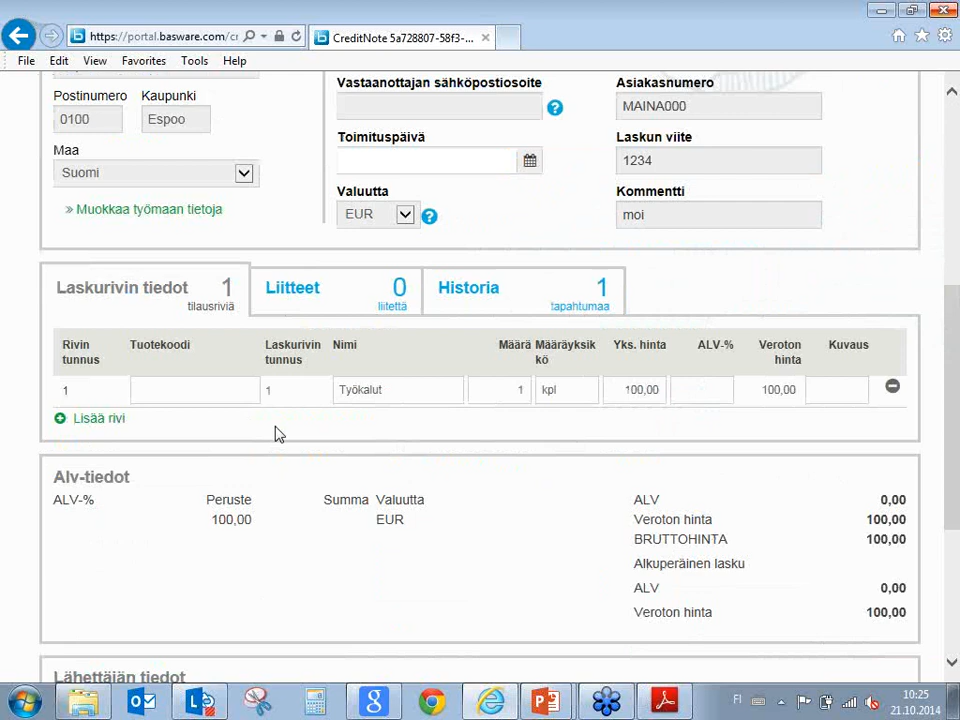 https://portal.basware.com/cr
CreditNote 5a728807-58f3-...
File Edit View Favorites Tools Help
Postinumero Kaupunki
0100 Espoo
Maa
Suomi
» Muokkaa työmaan tietoja
Vastaanottajan sähköpostiosoite
Toimituspäivä
Valuutta
EUR
Asiakasnumero
MAINA000
Laskun viite
1234
Kommentti
moi
Laskurivin tiedot 1
tilausriviä
Liitteet 0
liitettä
Historia 1
tapahtumaa
Rivin tunnus Tuotekoodi Laskurivin tunnus Nimi Määrä Määräyksikkö Yks. hinta ALV-% Veroton hinta Kuvaus
1 1 Työkalut 1 kpl 100,00 100,00
Lisää rivi
Alv-tiedot
ALV-% Peruste Summa Valuutta
100,00 EUR
ALV 0,00
Veroton hinta 100,00
BRUTTOHINTA 100,00
Alkuperäinen lasku
ALV 0,00
Veroton hinta 100,00
Lähettäjän tiedot
FI
10:25
21.10.2014